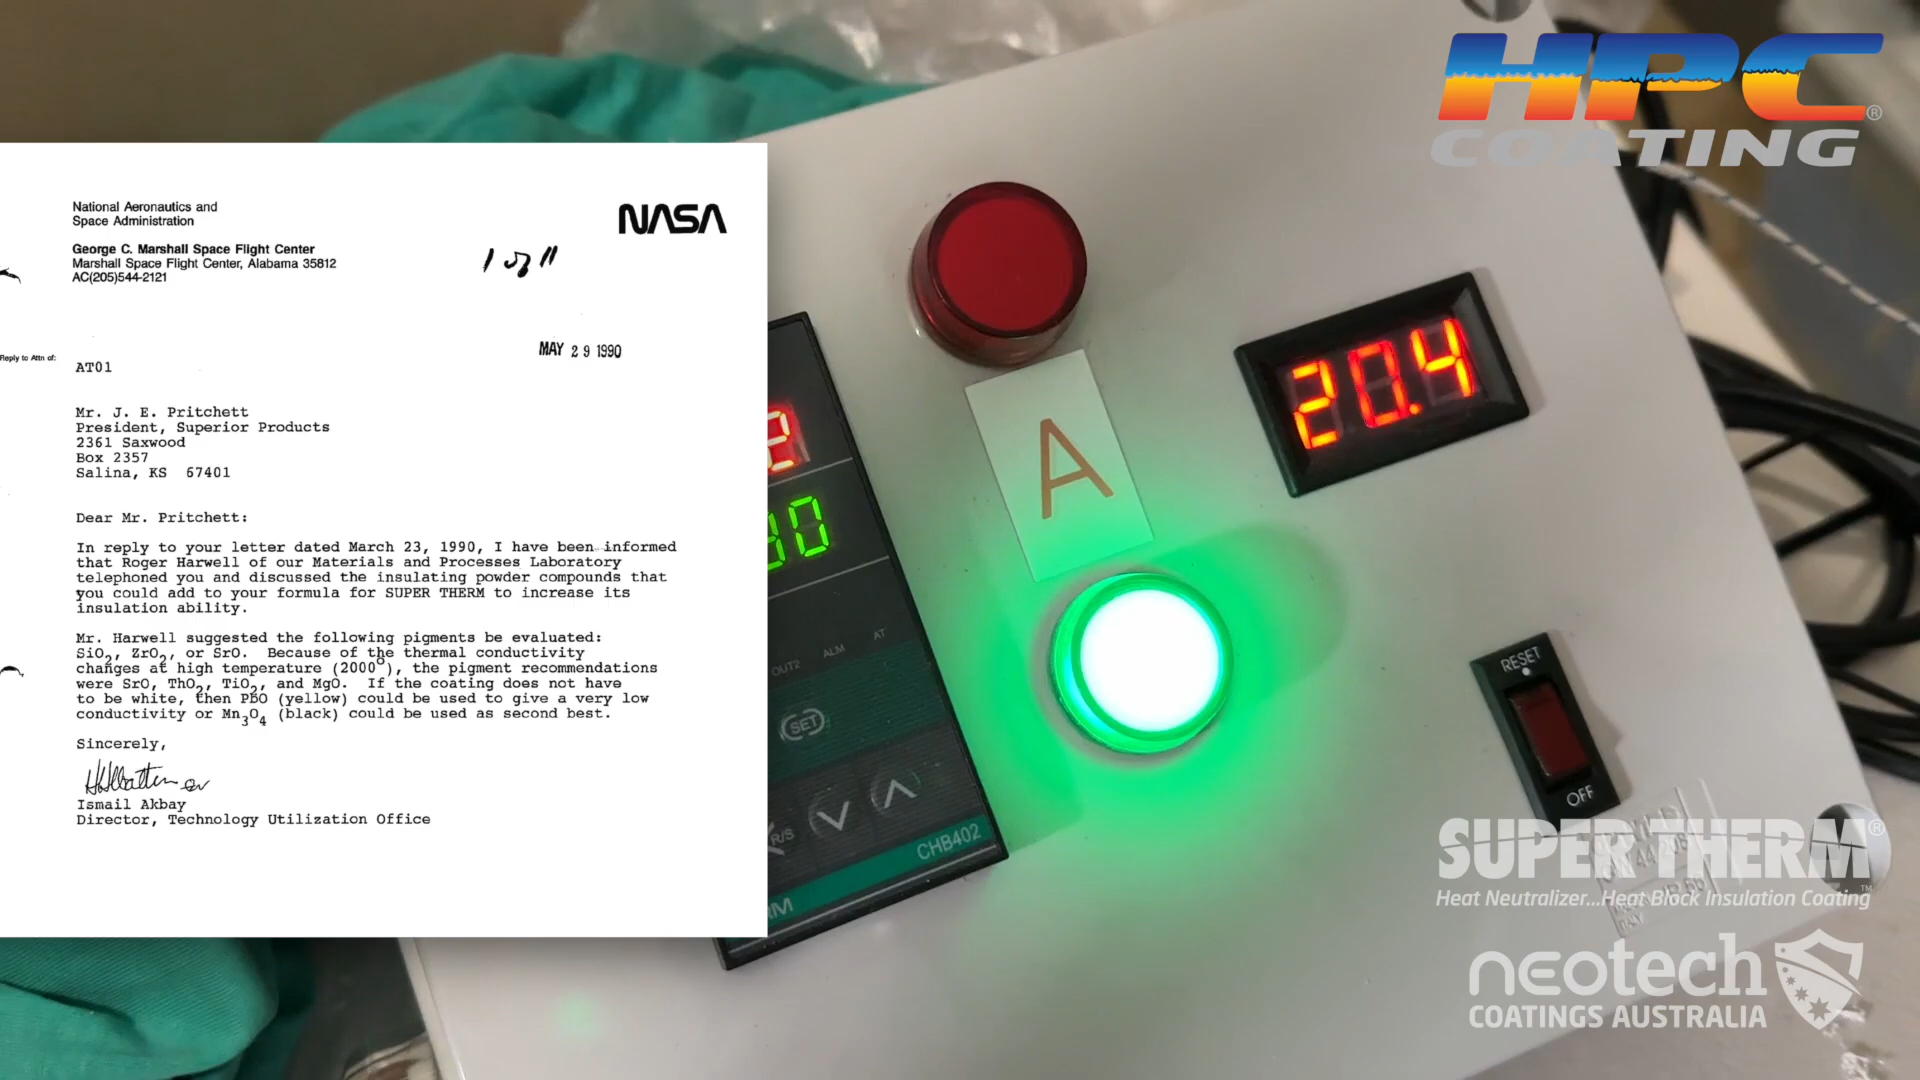 HPC
COATING®
National Aeronautics and
Space Administration
NASA
George C. Marshall Space Flight Center
Marshall Space Flight Center, Alabama 35812
AC(205)544-2121
1 of 11
MAY 29 1990
Reply to Attn of:
AT01
Mr. J. E. Pritchett
President, Superior Products
2361 Saxwood
Box 2357
Salina, KS 67401
Dear Mr. Pritchett:
In reply to your letter dated March 23, 1990, I have been informed
that Roger Harwell of our Materials and Processes Laboratory
telephoned you and discussed the insulating powder compounds that
you could add to your formula for SUPER THERM to increase its
insulation ability.
Mr. Harwell suggested the following pigments be evaluated:
SiO2, ZrO2, or SrO. Because of the thermal conductivity
changes at high temperature (2000°), the pigment recommendations
were SrO, ThO2, TiO2, and MgO. If the coating does not have
to be white, then PbO (yellow) could be used to give a very low
conductivity or Mn3O4 (black) could be used as second best.
Sincerely,
Ismail Akbay
Director, Technology Utilization Office
20.4
A
OUT2 ALM AT
SET
R/S
CHB402
RESET
OFF
SUPER THERM®
Heat Neutralizer...Heat Block Insulation Coating™
neotech
COATINGS AUSTRALIA